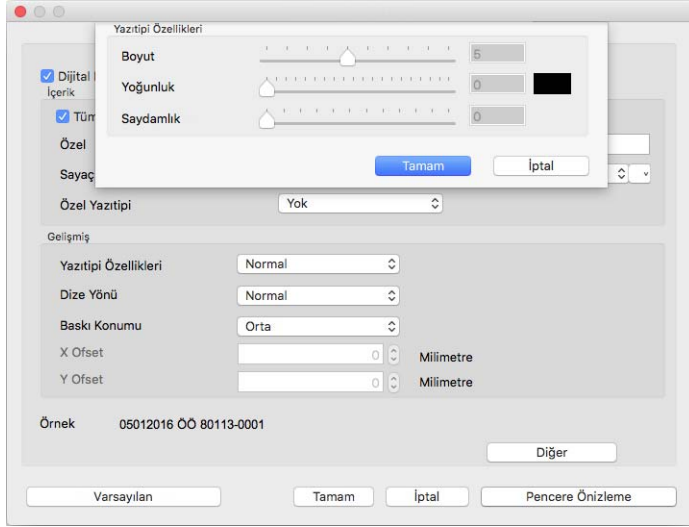 Yazıtipi Özellikleri
Boyut 5
Yoğunluk 0
Saydamlık 0
Tamam İptal
Dijital
İçerik
Tüm
Özel
Sayaç
Özel Yazıtipi Yok
Gelişmiş
Yazıtipi Özellikleri Normal
Dize Yönü Normal
Baskı Konumu Orta
X Ofset 0 Milimetre
Y Ofset 0 Milimetre
Örnek 05012016 ÖÖ 80113-0001
Diğer
Varsayılan Tamam İptal Pencere Önizleme